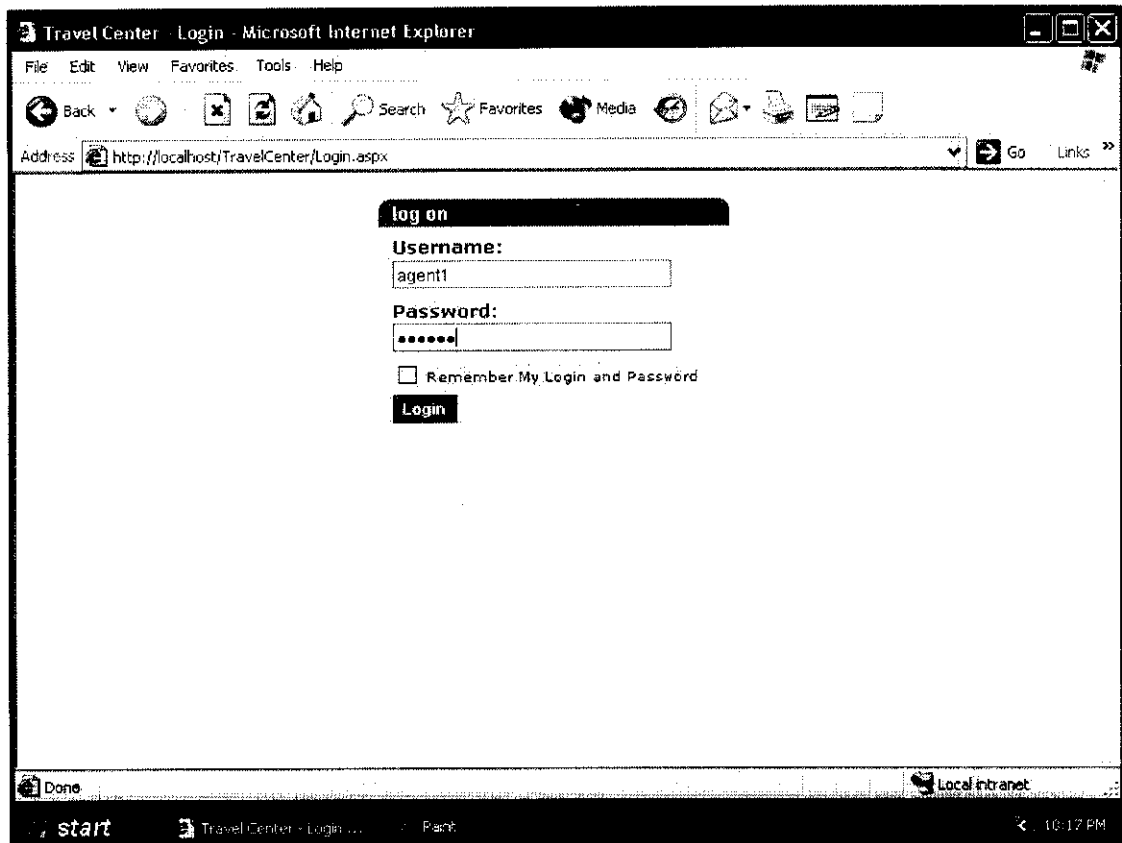 Travel Center - Login - Microsoft Internet Explorer
File Edit View Favorites Tools Help
Back Search Favorites Media
Address http://localhost/TravelCenter/Login.aspx Go Links »
log on
Username:
agent1
Password:
••••••
Remember My Login and Password
Login
Done Local intranet
start Travel Center - Login ... Paint 10:17 PM